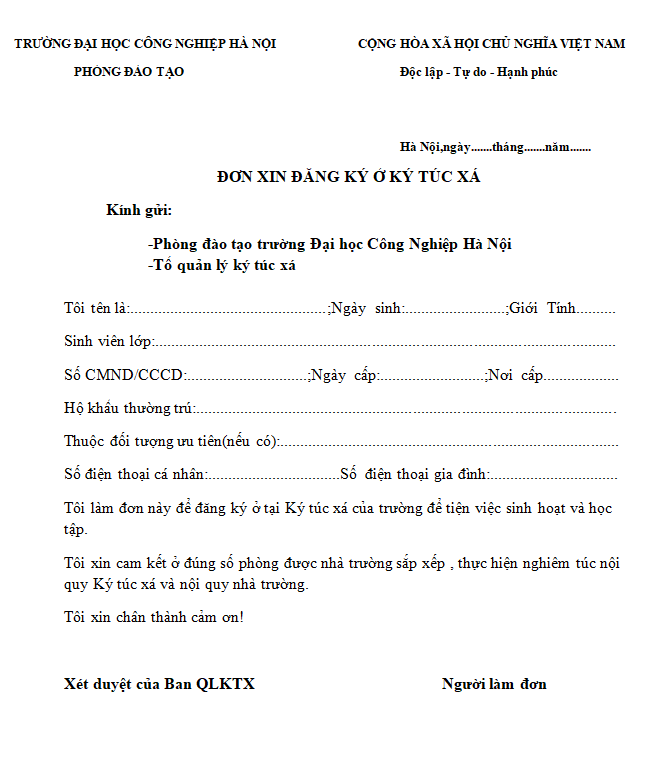 TRƯỜNG ĐẠI HỌC CÔNG NGHIỆP HÀ NỘI
CỘNG HÒA XÃ HỘI CHỦ NGHĨA VIỆT NAM
PHÒNG ĐÀO TẠO
Độc lập - Tự do - Hạnh phúc
Hà Nội,ngày.......tháng.......năm.......
ĐƠN XIN ĐĂNG KÝ Ở KÝ TÚC XÁ
Kính gửi:
-Phòng đào tạo trường Đại học Công Nghiệp Hà Nội
-Tổ quản lý ký túc xá
Tôi tên là:.................................................;Ngày sinh:.........................;Giới Tính..........
Sinh viên lớp:...................................................................................................................
Số CMND/CCCD:..............................;Ngày cấp:..........................;Nơi cấp...................
Hộ khẩu thường trú:.........................................................................................................
Thuộc đối tượng ưu tiên(nếu có):.....................................................................................
Số điện thoại cá nhân:.................................Số điện thoại gia đình:................................
Tôi làm đơn này để đăng ký ở tại Ký túc xá của trường để tiện việc sinh hoạt và học
tập.
Tôi xin cam kết ở đúng số phòng được nhà trường sắp xếp , thực hiện nghiêm túc nội
quy Ký túc xá và nội quy nhà trường.
Tôi xin chân thành cảm ơn!
Xét duyệt của Ban QLKTX
Người làm đơn